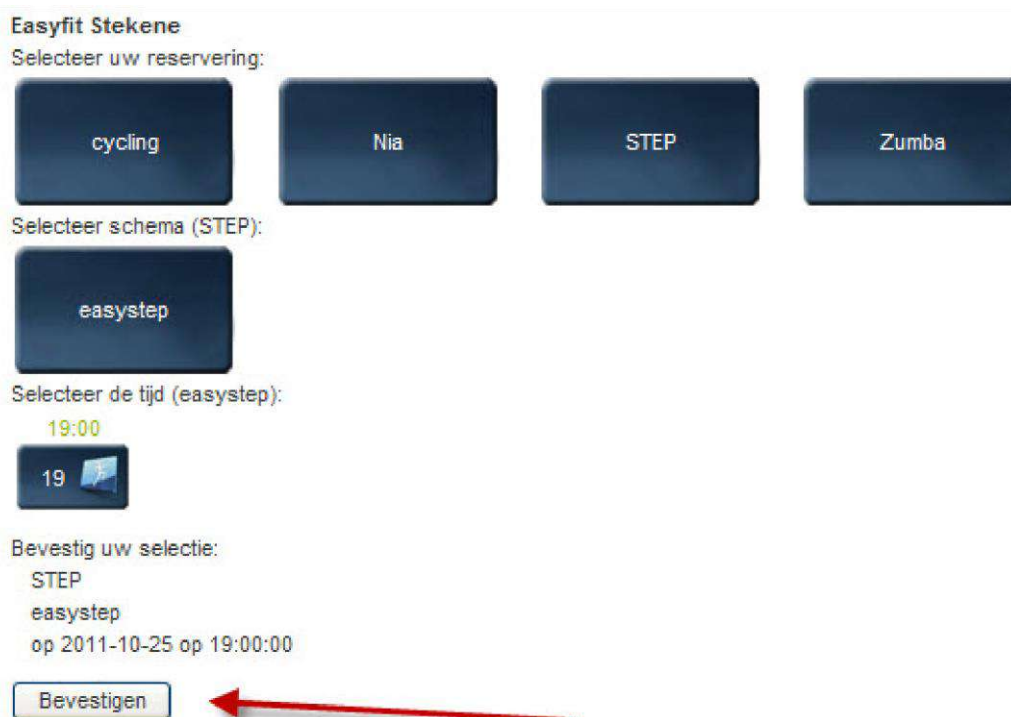 Easyfit Stekene
Selecteer uw reservering:
cycling Nia STEP Zumba
Selecteer schema (STEP):
easystep
Selecteer de tijd (easystep):
19:00
19
Bevestig uw selectie:
STEP
easystep
op 2011-10-25 op 19:00:00
Bevestigen